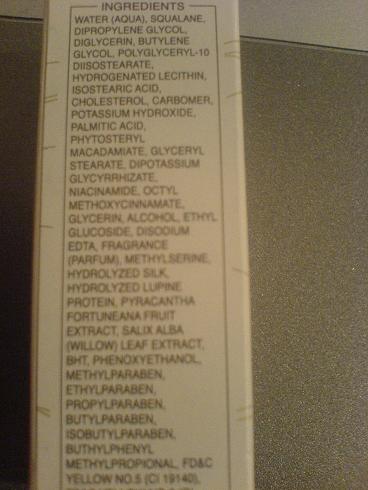 INGREDIENTS
WATER (AQUA), SQUALANE,
DIPROPYLENE GLYCOL,
DIGLYCERIN, BUTYLENE
GLYCOL, POLYGLYCERYL-10
DIISOSTEARATE,
HYDROGENATED LECITHIN,
ISOSTEARIC ACID,
CHOLESTEROL, CARBOMER,
POTASSIUM HYDROXIDE,
PALMITIC ACID,
PHYTOSTERYL
MACADAMIATE, GLYCERYL
STEARATE, DIPOTASSIUM
GLYCYRRHIZATE,
NIACINAMIDE, OCTYL
METHOXYCINNAMATE,
GLYCERIN, ALCOHOL, ETHYL
GLUCOSIDE, DISODIUM
EDTA, FRAGRANCE
(PARFUM), METHYLSERINE,
HYDROLYZED SILK,
HYDROLYZED LUPINE
PROTEIN, PYRACANTHA
FORTUNEANA FRUIT
EXTRACT, SALIX ALBA
(WILLOW) LEAF EXTRACT,
BHT, PHENOXYETHANOL,
METHYLPARABEN,
ETHYLPARABEN,
PROPYLPARABEN,
BUTYLPARABEN,
ISOBUTYLPARABEN,
BUTHYLPHENYL
METHYLPROPIONAL, FD&C
YELLOW NO.5 (CI 19140),